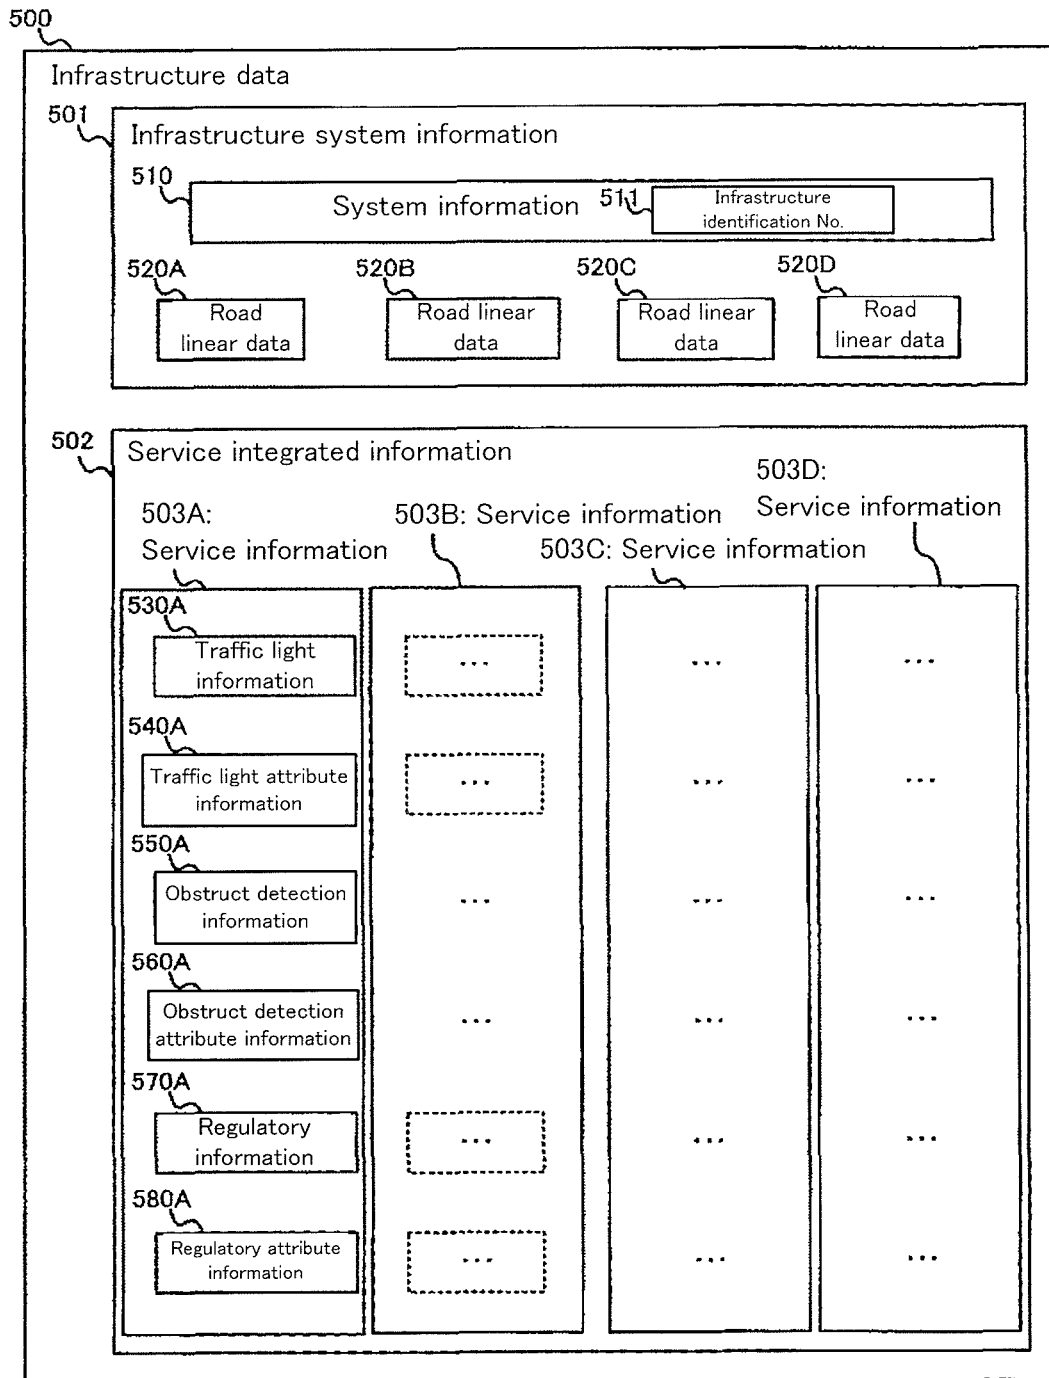 500
Infrastructure data
501
Infrastructure system information
510
System information
511
Infrastructure
identification No.
520A
Road
linear data
520B
Road linear
data
520C
Road linear
data
520D
Road
linear data
502
Service integrated information
503A:
Service information
503B: Service information
503C: Service information
503D:
Service information
530A
Traffic light
information
...
...
...
540A
Traffic light attribute
information
...
...
...
550A
Obstruct detection
information
...
...
...
560A
Obstruct detection
attribute information
...
...
...
570A
Regulatory
information
...
...
...
580A
Regulatory attribute
information
...
...
...